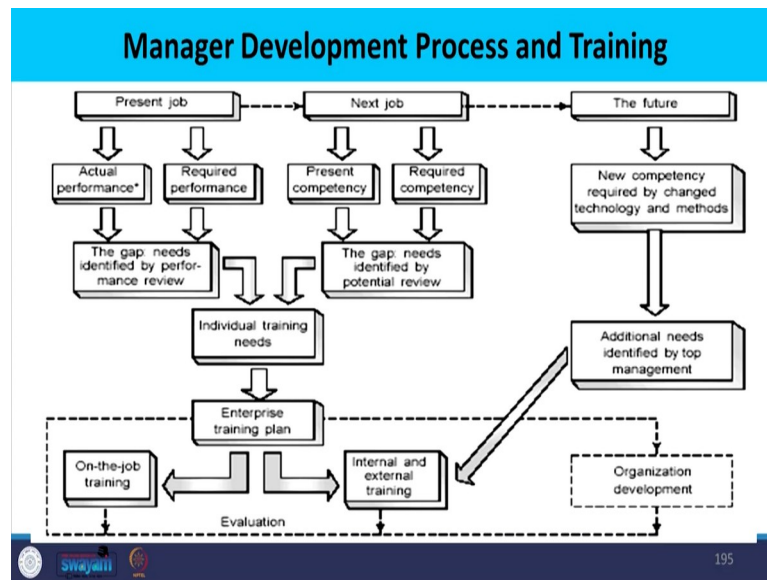 Manager Development Process and Training
Present job
Next job
The future
Actual
performance*
Required
performance
Present
competency
Required
competency
New competency
required by changed
technology and methods
The gap: needs
identified by perfor-
mance review
The gap: needs
identified by
potential review
Individual training
needs
Additional needs
identified by top
management
Enterprise
training plan
On-the-job
training
Internal and
external
training
Organization
development
Evaluation
swayam
195